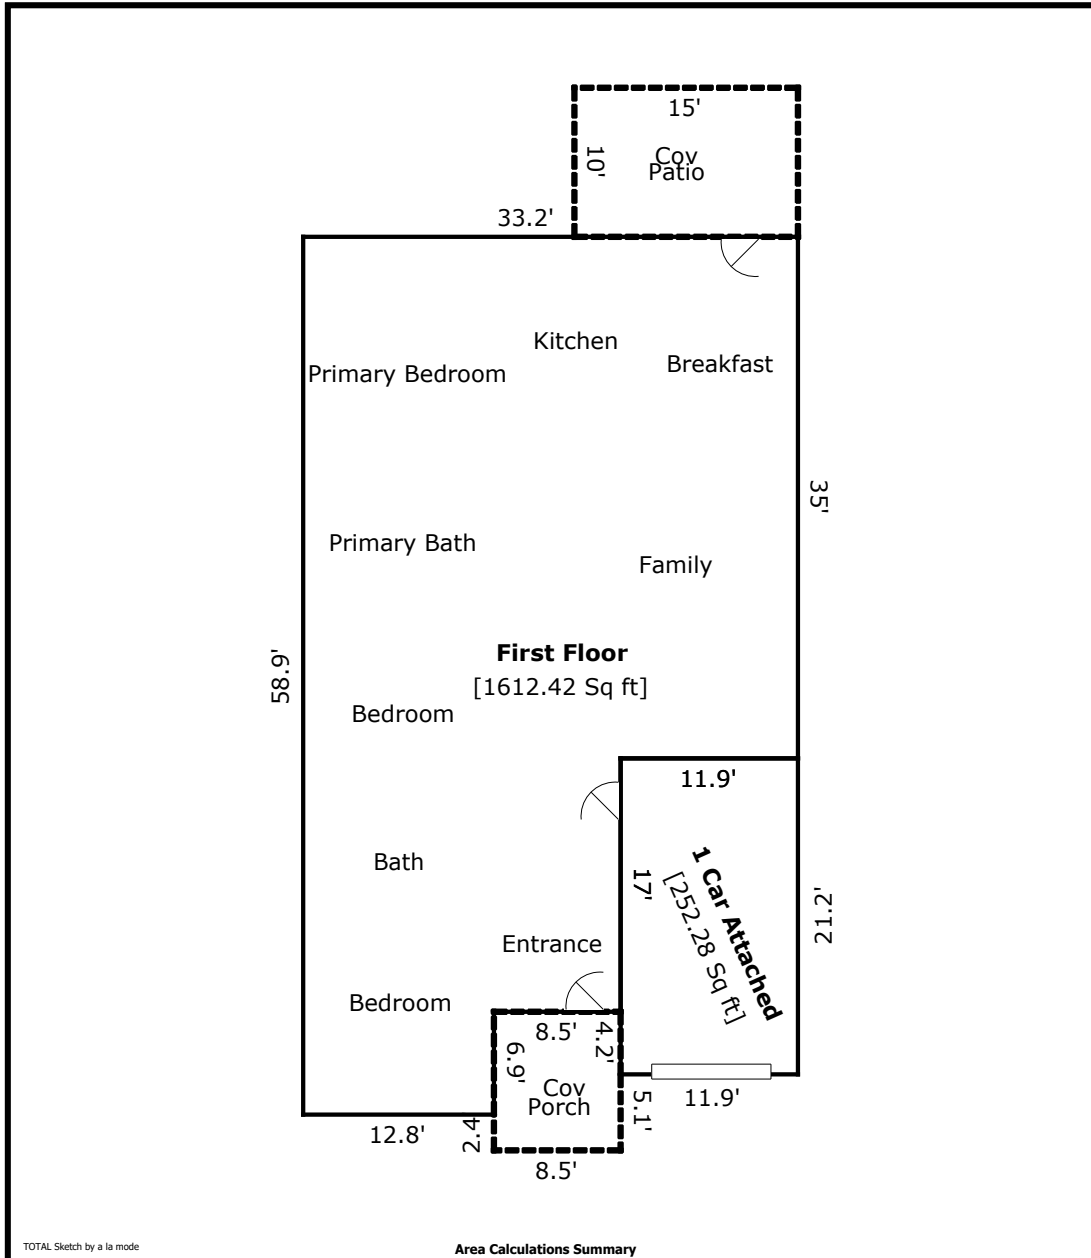 15'
10'
Cov
Patio
33.2'
Kitchen
Breakfast
Primary Bedroom
35'
Primary Bath
Family
First Floor
[1612.42 Sq ft]
58.9'
Bedroom
11.9'
Bath
17'
1 Car Attached
[252.28 Sq ft]
21.2'
Entrance
Bedroom
8.5'
4.2'
6.9'
Cov
Porch
5.1'
11.9'
12.8'
2.4
8.5'
TOTAL Sketch by a la mode
Area Calculations Summary